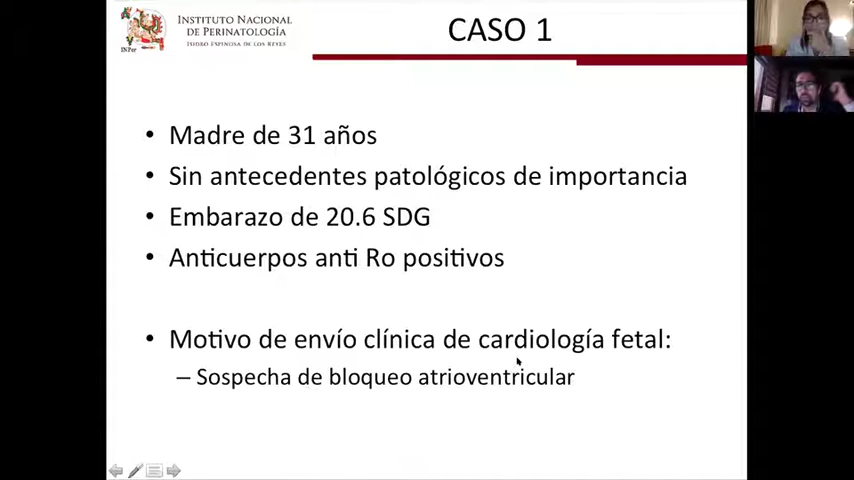 INSTITUTO NACIONAL
DE PERINATOLOGÍA
ISIDRO ESPINOSA DE LOS REYES
INPer
CASO 1
• Madre de 31 años
• Sin antecedentes patológicos de importancia
• Embarazo de 20.6 SDG
• Anticuerpos anti Ro positivos
• Motivo de envío clínica de cardiología fetal:
– Sospecha de bloqueo atrioventricular